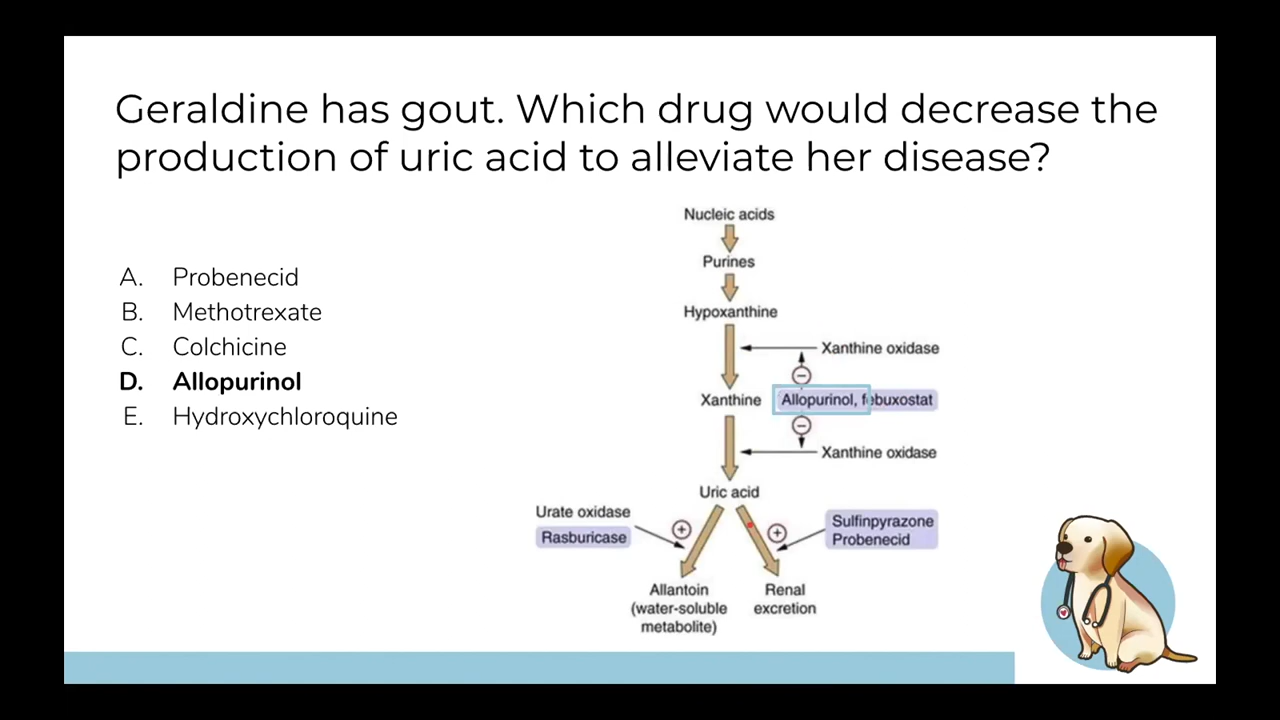 Geraldine has gout. Which drug would decrease the
production of uric acid to alleviate her disease?
A. Probenecid
B. Methotrexate
C. Colchicine
D. Allopurinol
E. Hydroxychloroquine
Nucleic acids
Purines
Hypoxanthine
Xanthine oxidase
Xanthine
Allopurinol, febuxostat
Xanthine oxidase
Uric acid
Urate oxidase
Rasburicase
Sulfinpyrazone
Probenecid
Allantoin
(water-soluble
metabolite)
Renal
excretion